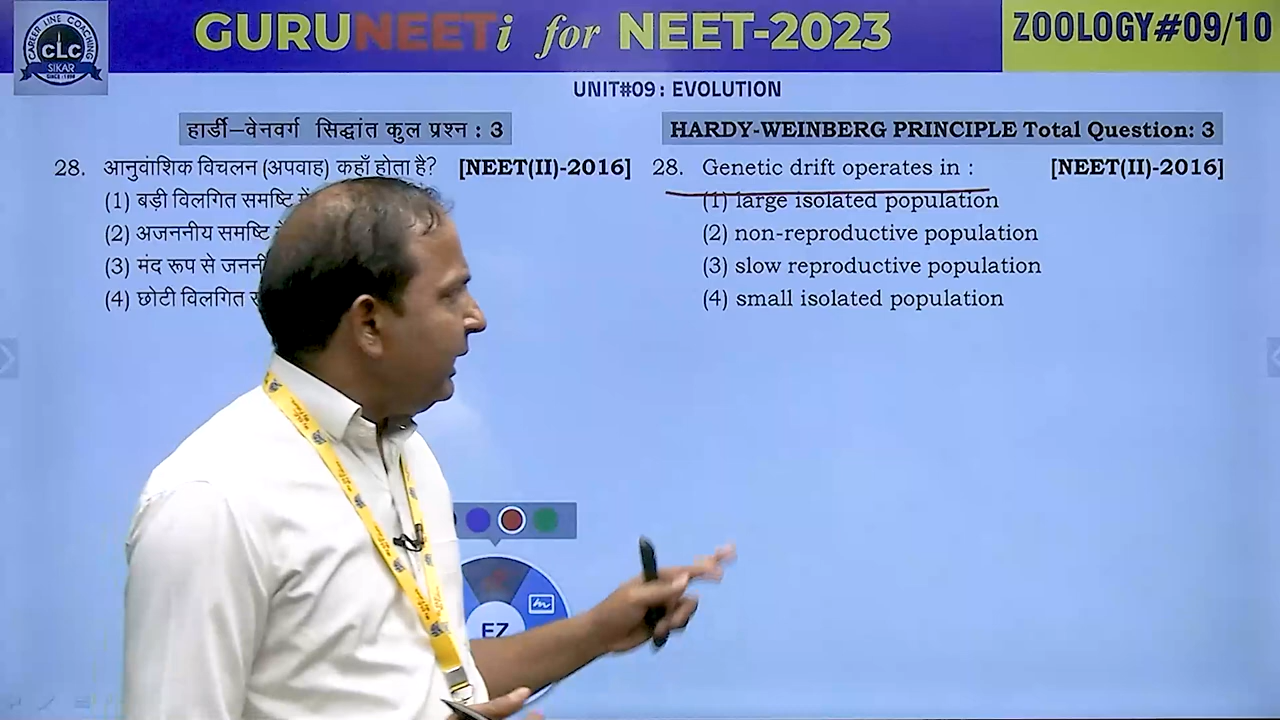 CAREER LINE COACHING
CLC
SIKAR
SINCE : 1996
GURUNEETi for NEET-2023
ZOOLOGY#09/10
UNIT#09 : EVOLUTION
हार्डी–वेनवर्ग सिद्धांत कुल प्रश्न : 3
28. आनुवांशिक विचलन (अपवाह) कहाँ होता है? [NEET(II)-2016]
(1) बड़ी विलगित समष्टि में
(2) अजननीय समष्टि
(3) मंद रूप से
(4) छोटी विलगित
HARDY-WEINBERG PRINCIPLE Total Question: 3
28. Genetic drift operates in : [NEET(II)-2016]
(1) large isolated population
(2) non-reproductive population
(3) slow reproductive population
(4) small isolated population
EZ